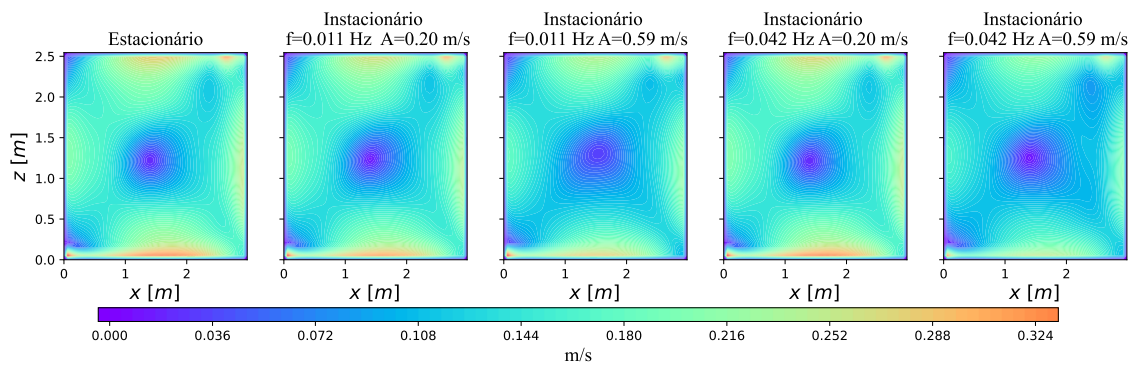 Estacionário
Instacionário
f=0.011 Hz A=0.20 m/s
Instacionário
f=0.011 Hz A=0.59 m/s
Instacionário
f=0.042 Hz A=0.20 m/s
Instacionário
f=0.042 Hz A=0.59 m/s
z [m]
2.5
2.0
1.5
1.0
0.5
0.0
0 1 2
0 1 2
0 1 2
0 1 2
1 2
x [m]
x [m]
x [m]
x [m]
x [m]
0.000 0.036 0.072 0.108 0.144 0.180 0.216 0.252 0.288 0.324
m/s